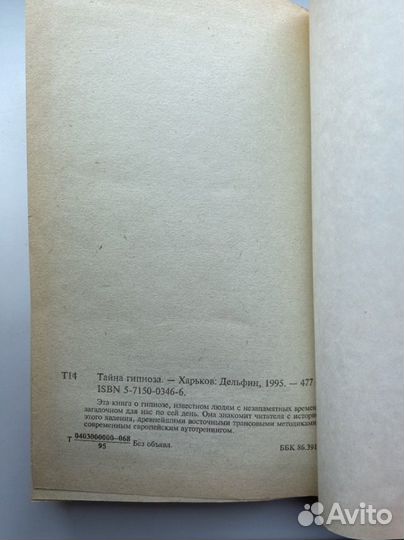 Т14
Тайна гипноза. — Харьков: Дельфин, 1995. — 477
ISBN 5-7150-0346-6.
Эта книга о гипнозе, известном людям с незапамятных времен
загадочном для нас по сей день. Она знакомит читателя с
этого явления, древнейшими восточными трансовыми методиками
современным европейским аутотренингом.
Т 0403000000—068
95 Без объявл.
ББК 86.391
Avito